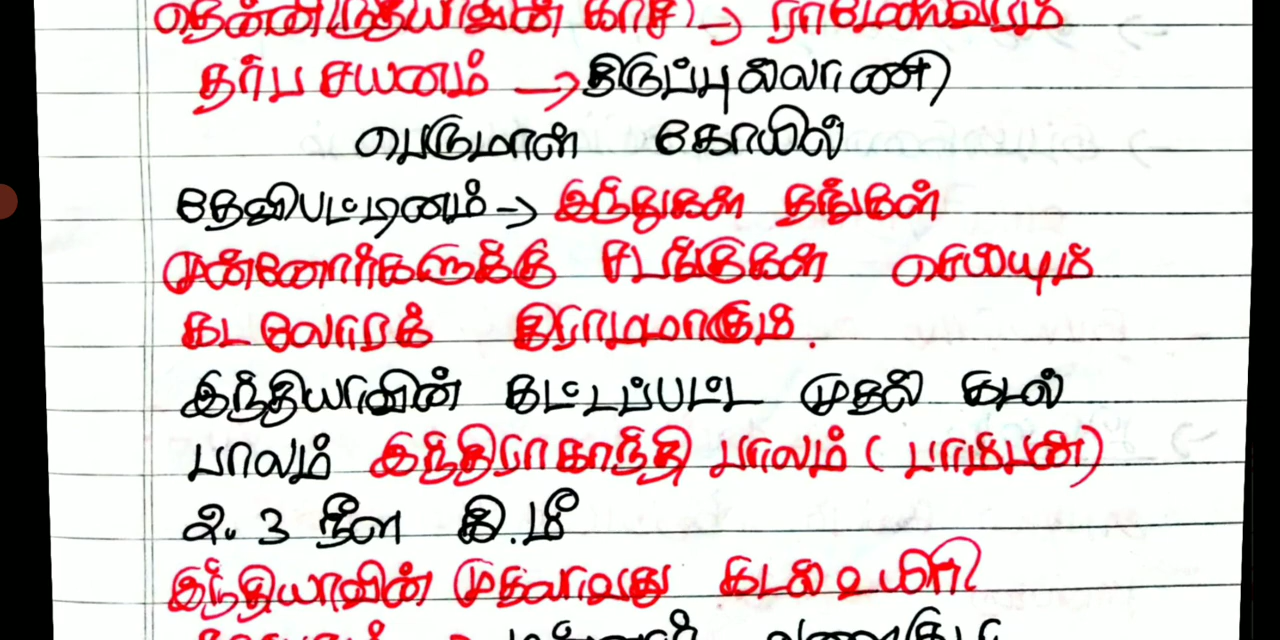 தென்னிந்தியாவின் காசி → ராமேஸ்வரம்
தர்ப சயனம் → திருப்புல்லாணி
பெருமாள் கோயில்
தேவிபட்டினம் → இந்துகள் தங்கள்
முன்னோர்களுக்கு சடங்குகள் செய்யும்
கடலோரக் கிராமமாகும்.
இந்தியாவின் கட்டப்பட்ட முதல் கடல்
பாலம் இந்திராகாந்தி பாலம் ( பாம்பன்)
2.3 நீள கி.மீ
இந்தியாவின் முதலாவது கடல் உயிரி